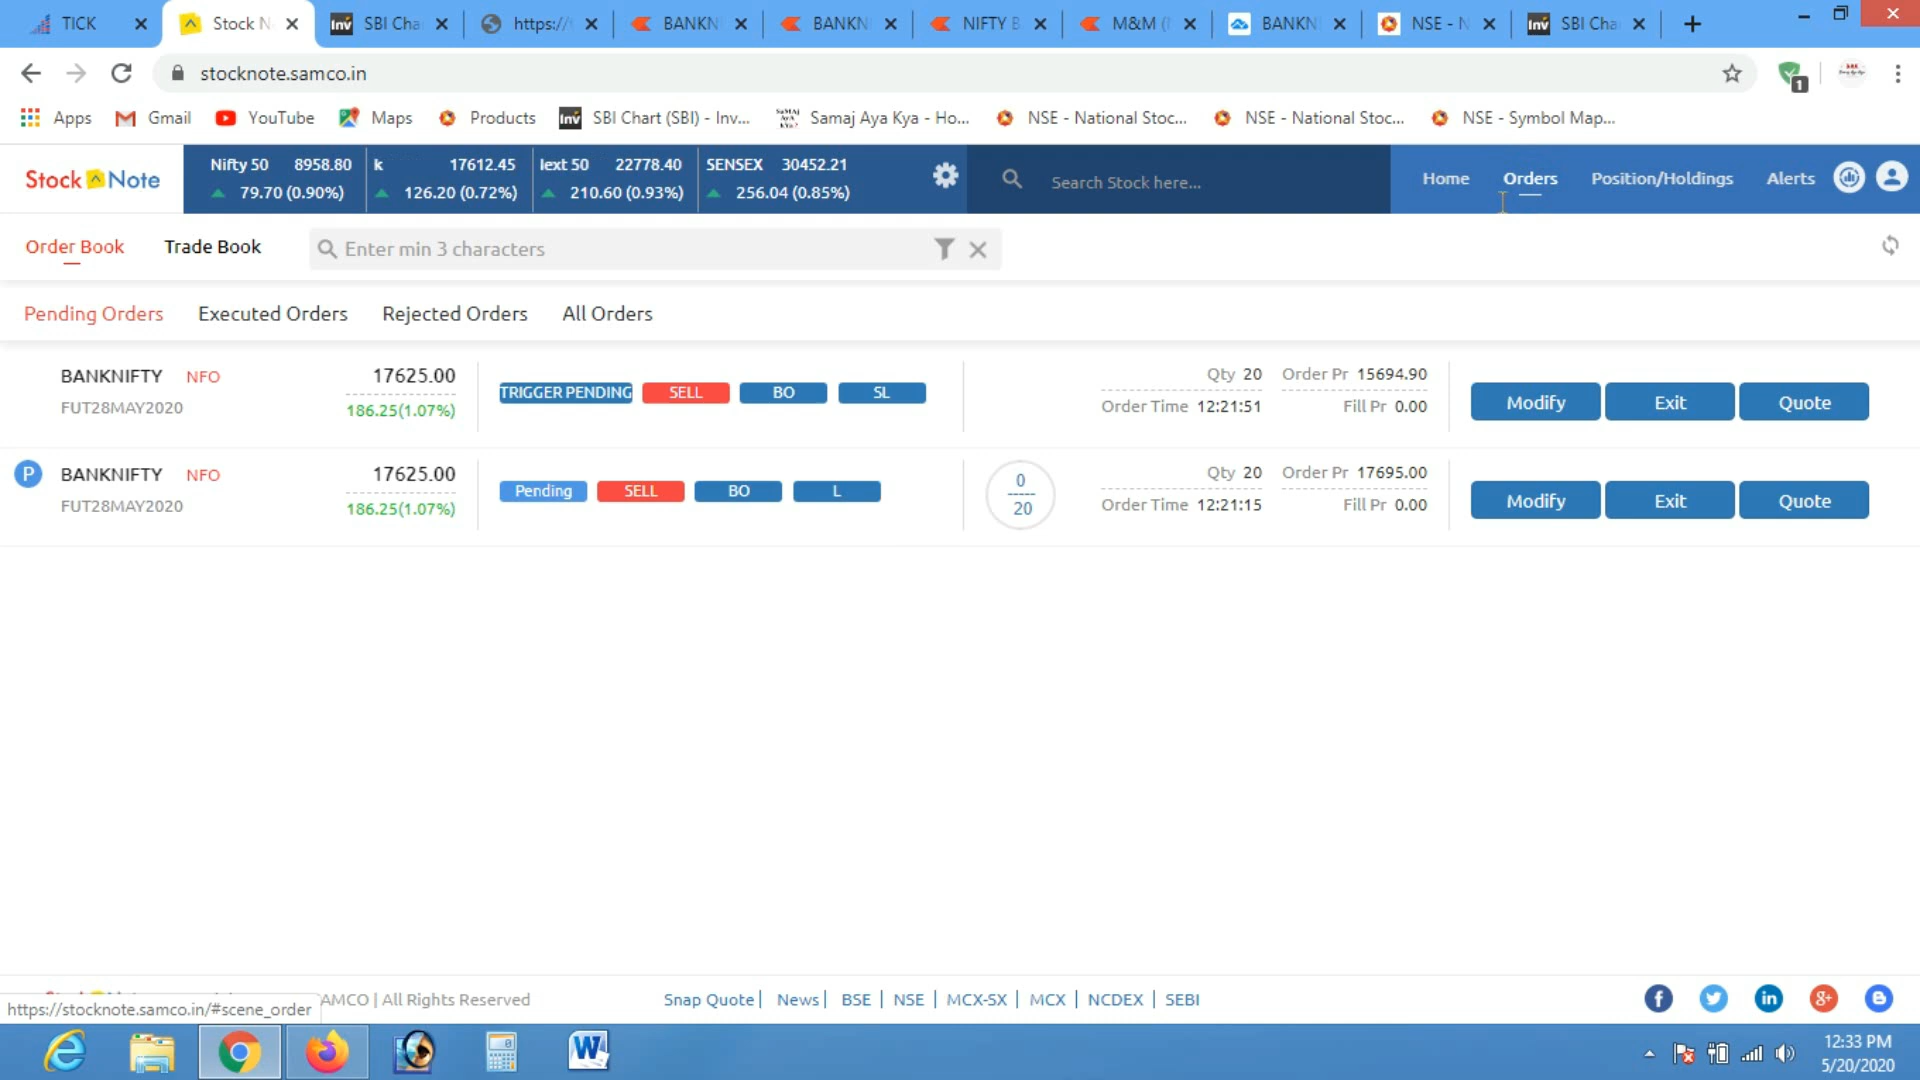 TICK
Stock N
SBI Cha
https://
BANKN
BANKN
NIFTY B
M&M (
BANKN
NSE - N
SBI Cha
stocknote.samco.in
1
Apps
Gmail
YouTube
Maps
Products
SBI Chart (SBI) - Inv...
Samaj Aya Kya - Ho...
NSE - National Stoc...
NSE - National Stoc...
NSE - Symbol Map...
Stock Note
Nifty 50 8958.80
79.70 (0.90%)
k 17612.45
126.20 (0.72%)
lext 50 22778.40
210.60 (0.93%)
SENSEX 30452.21
256.04 (0.85%)
Search Stock here...
Home
Orders
Position/Holdings
Alerts
Order Book
Trade Book
Enter min 3 characters
Pending Orders
Executed Orders
Rejected Orders
All Orders
BANKNIFTY NFO 17625.00
FUT28MAY2020 186.25(1.07%)
TRIGGER PENDING SELL BO SL
Qty 20 Order Pr 15694.90
Order Time 12:21:51 Fill Pr 0.00
Modify Exit Quote
P BANKNIFTY NFO 17625.00
FUT28MAY2020 186.25(1.07%)
Pending SELL BO L
0
20
Qty 20 Order Pr 17695.00
Order Time 12:21:15 Fill Pr 0.00
Modify Exit Quote
AMCO | All Rights Reserved
Snap Quote| News| BSE | NSE | MCX-SX | MCX | NCDEX | SEBI
https://stocknote.samco.in/#scene_order
12:33 PM
5/20/2020